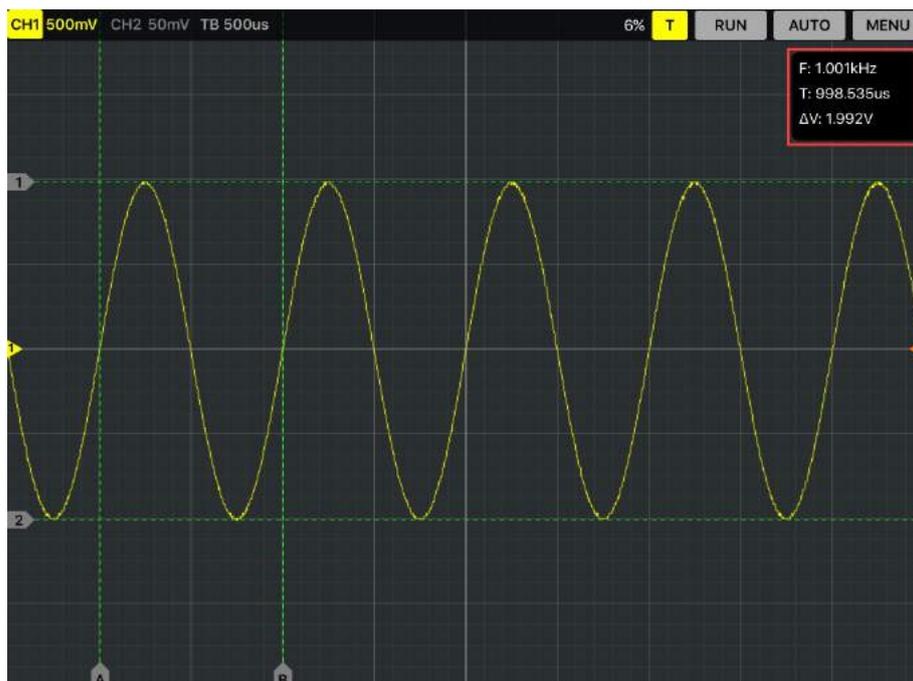 CH1 500mV CH2 50mV TB 500us 6% T RUN AUTO MENU
F: 1.001kHz
T: 998.535us
ΔV: 1.992V
1
1
2
A B